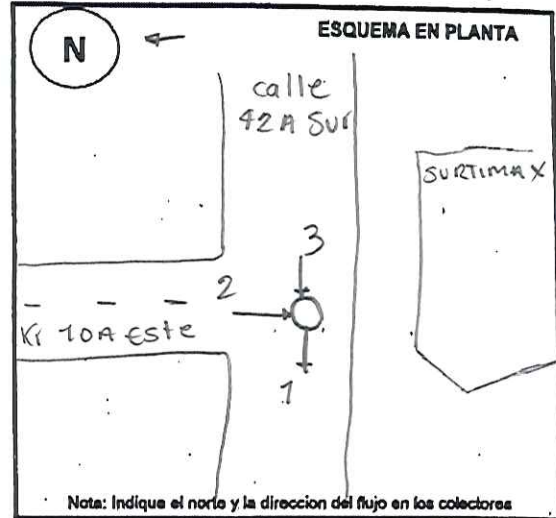 ESQUEMA EN PLANTA
N
calle
42A Sur
SURTIMAX
3
2
Kr 10A Este
1
Nota: Indique el norte y la direccion del flujo en los colectores